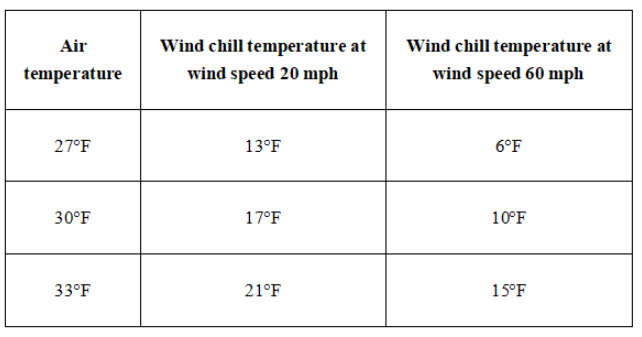 Air temperature Wind chill temperature at wind speed 20 mph Wind chill temperature at wind speed 60 mph
27°F 13°F 6°F
30°F 17°F 10°F
33°F 21°F 15°F